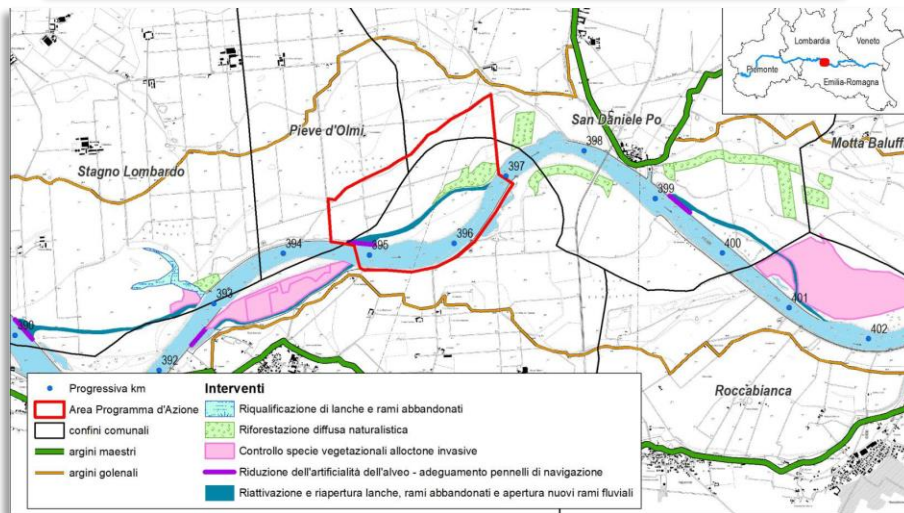 Lombardia
Veneto
Piemonte
Emilia-Romagna
San Daniele Po
Pieve d'Olmi
Motta Baluffi
Stagno Lombardo
Roccabianca
390
392
393
394
395
396
397
398
399
400
401
402
Progressiva km
Area Programma d'Azione
confini comunali
argini maestri
argini golenali
Interventi
Riqualificazione di lanche e rami abbandonati
Riforestazione diffusa naturalistica
Controllo specie vegetazionali alloctone invasive
Riduzione dell'artificialità dell'alveo - adeguamento pennelli di navigazione
Riattivazione e riapertura lanche, rami abbandonati e apertura nuovi rami fluviali